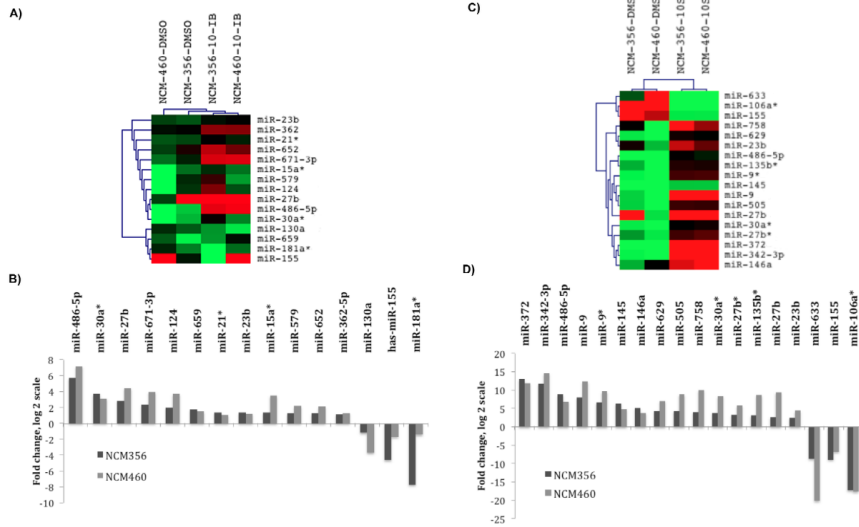 A)
NCM-460-DMSO
NCM-356-DMSO
NCM-356-10-IB
NCM-460-10-IB
miR-23b
miR-362
miR-21*
miR-652
miR-671-3p
miR-15a*
miR-579
miR-124
miR-27b
miR-486-5p
miR-30a*
miR-130a
miR-659
miR-181a*
miR-155
B)
miR-486-5p
miR-30a*
miR-27b
miR-671-3p
miR-124
miR-659
miR-21*
miR-23b
miR-15a*
miR-579
miR-652
miR-362-5p
miR-130a
has-miR-155
miR-181a*
Fold change, log 2 scale
8
6
4
2
0
-2
-4
-6
-8
-10
NCM356
NCM460
C)
NCM-356-DMS
NCM-460-DMS
NCM-356-10S
NCM-460-10S
miR-633
miR-106a*
miR-155
miR-758
miR-629
miR-23b
miR-486-5p
miR-135b*
miR-9*
miR-145
miR-9
miR-505
miR-27b
miR-30a*
miR-27b*
miR-372
miR-342-3p
miR-146a
D)
miR-372
miR-342-3p
miR-486-5p
miR-9
miR-9*
miR-145
miR-146a
miR-629
miR-505
miR-758
miR-30a*
miR-27b*
miR-135b*
miR-27b
miR-23b
miR-633
miR-155
miR-106a*
Fold change, log 2 scale
20
15
10
5
0
-5
-10
-15
-20
-25
NCM356
NCM460